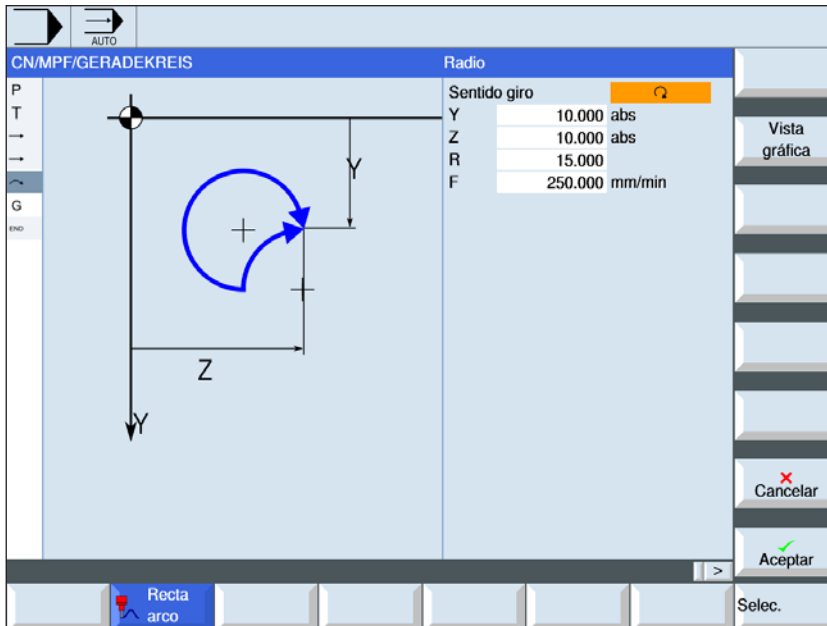 AUTO
CN/MPF/GERADEKREIS
Radio
P
T
G
END
Y
Z
Y
Sentido giro
Y 10.000 abs
Z 10.000 abs
R 15.000
F 250.000 mm/min
Vista
gráfica
Cancelar
Aceptar
>
Recta
arco
Selec.